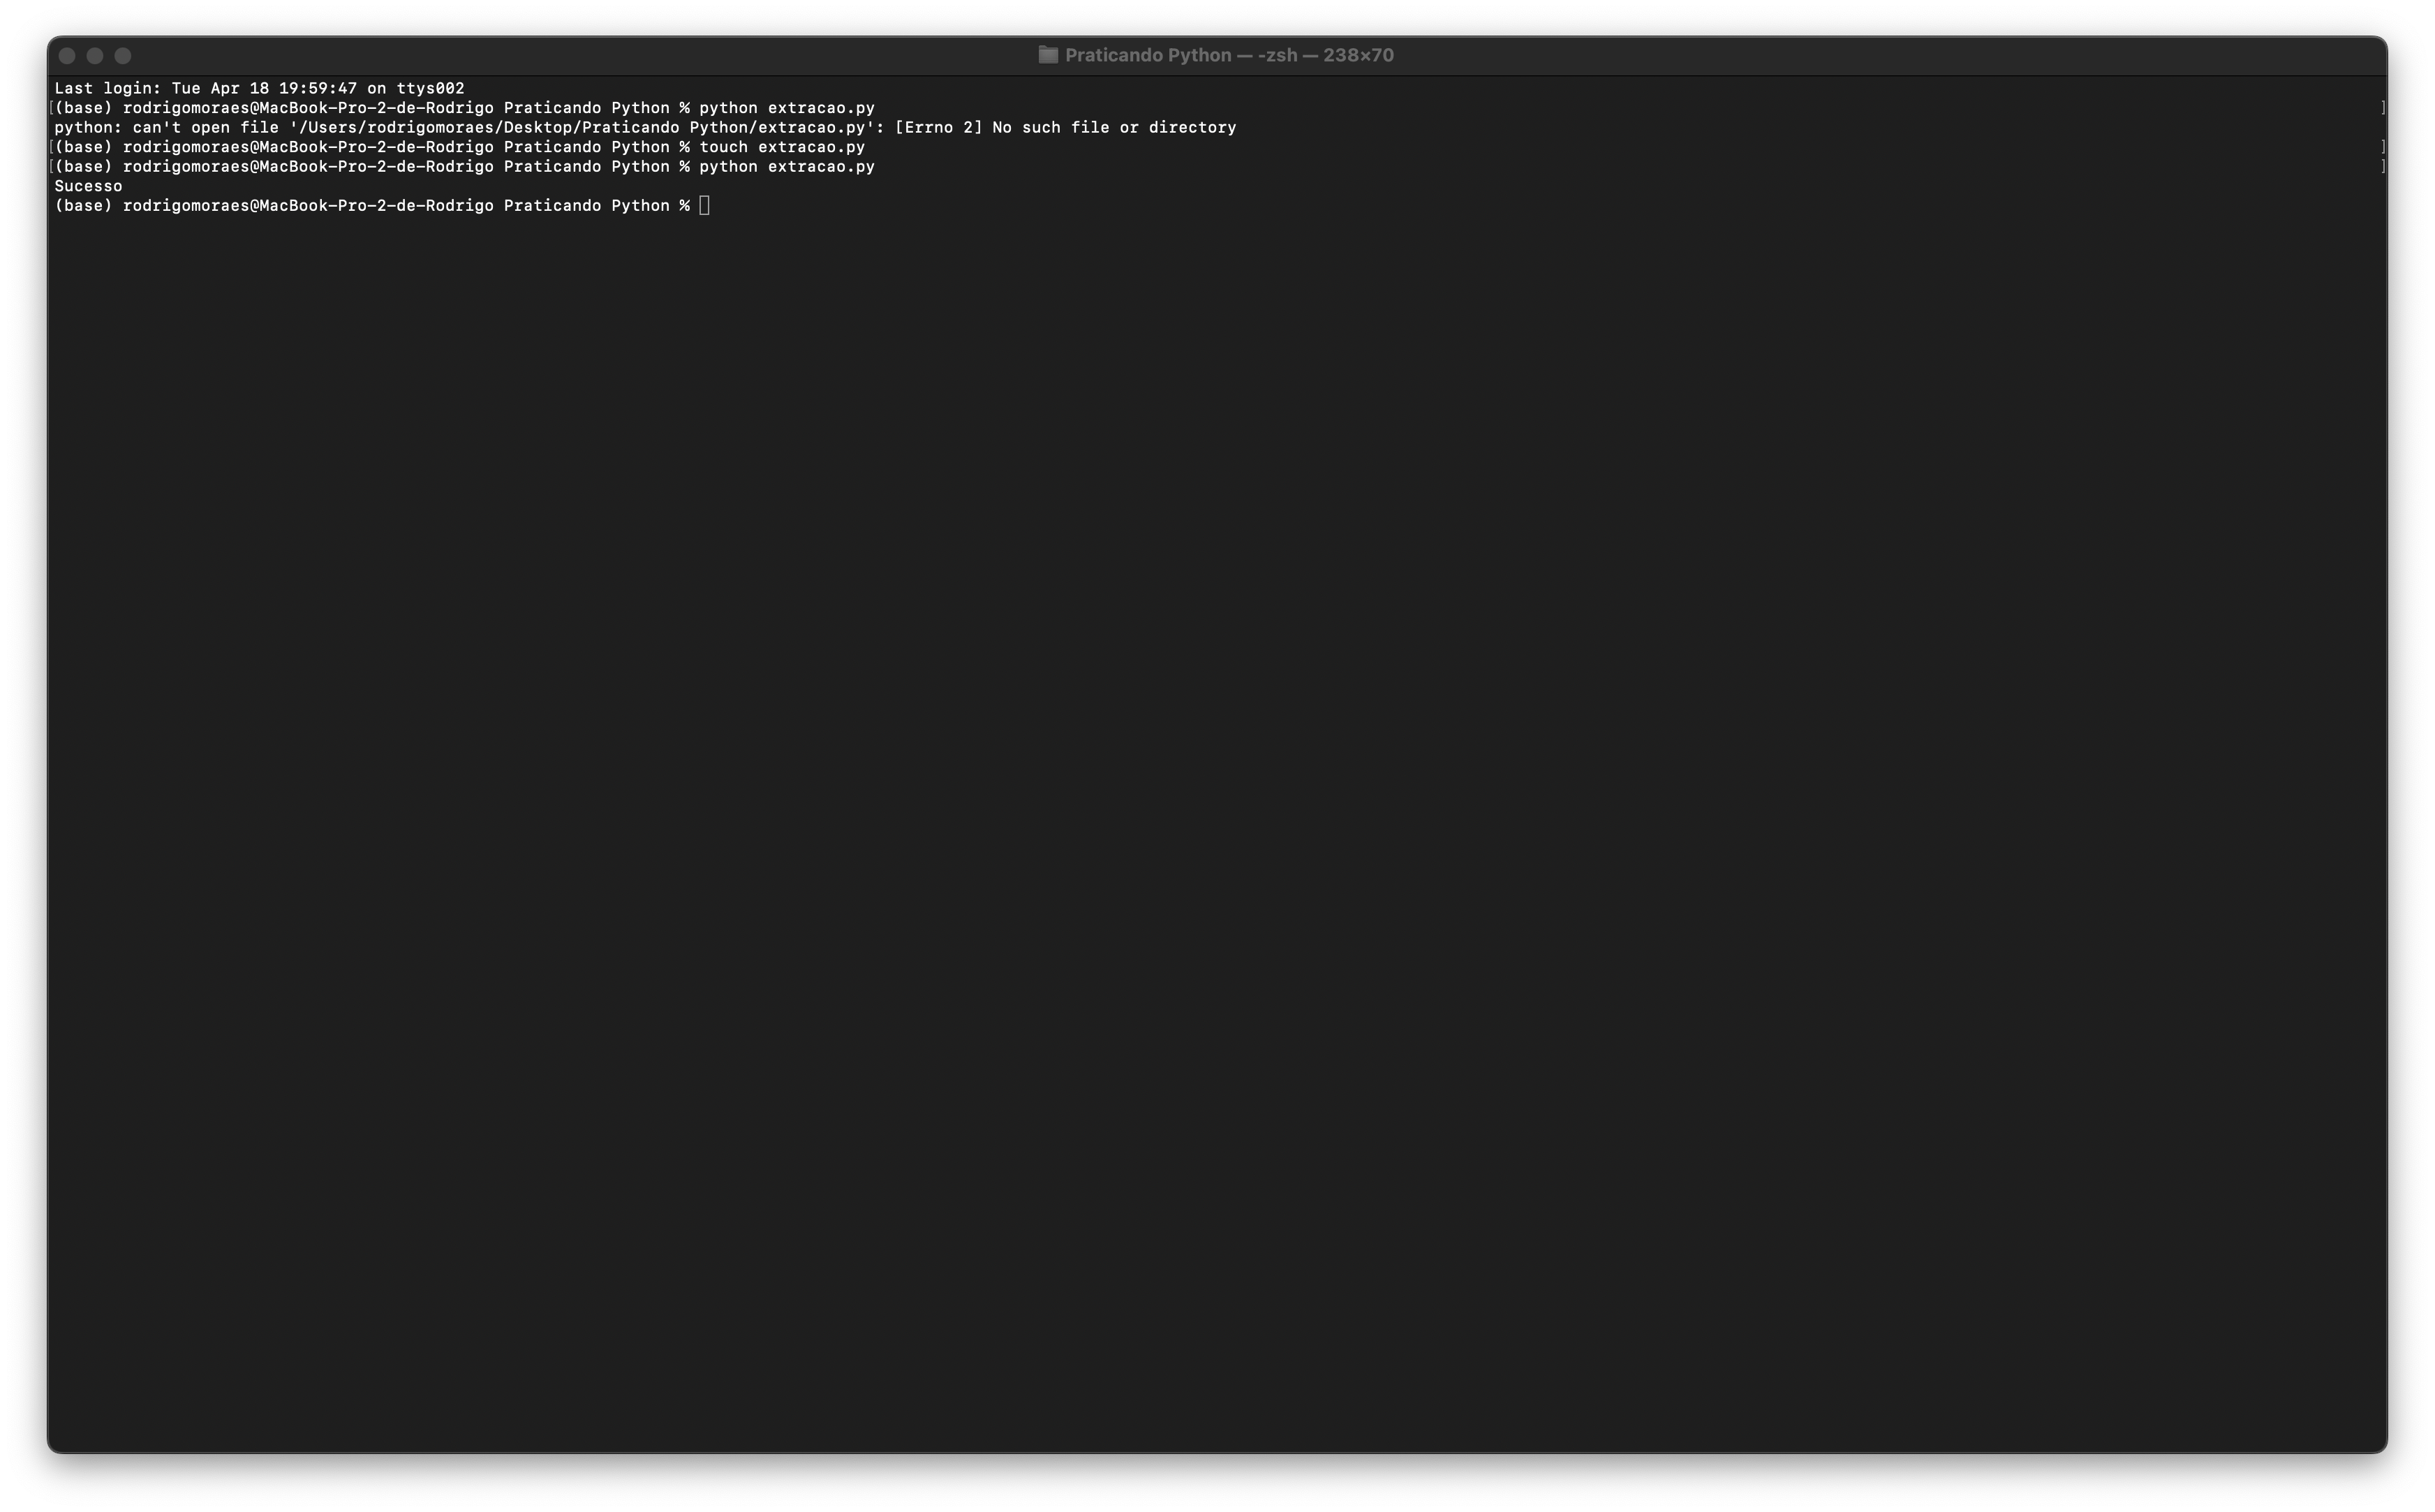 Praticando Python — -zsh — 238×70
Last login: Tue Apr 18 19:59:47 on ttys002
[(base) rodrigomoraes@MacBook-Pro-2-de-Rodrigo Praticando Python % python extracao.py ]
python: can't open file '/Users/rodrigomoraes/Desktop/Praticando Python/extracao.py': [Errno 2] No such file or directory
[(base) rodrigomoraes@MacBook-Pro-2-de-Rodrigo Praticando Python % touch extracao.py ]
[(base) rodrigomoraes@MacBook-Pro-2-de-Rodrigo Praticando Python % python extracao.py ]
Sucesso
(base) rodrigomoraes@MacBook-Pro-2-de-Rodrigo Praticando Python %